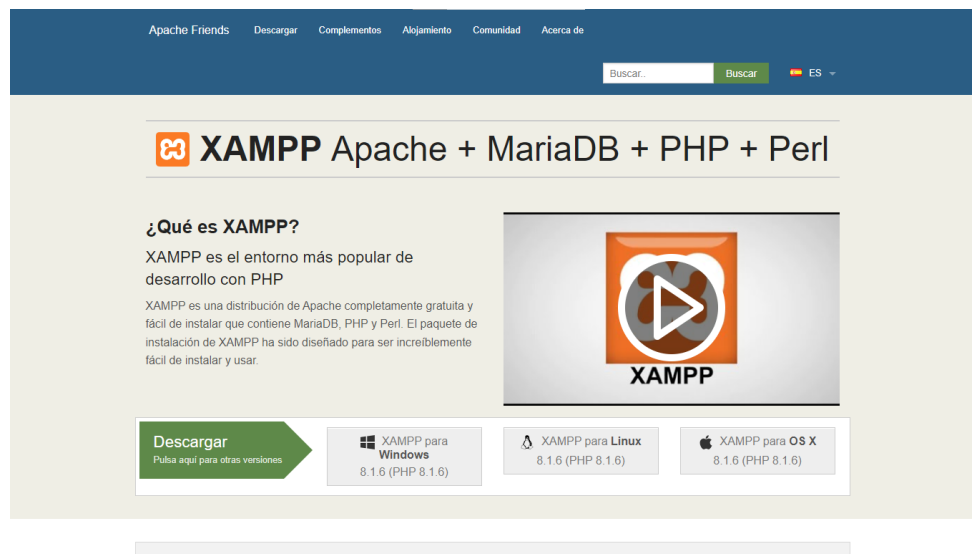 Apache Friends Descargar Complementos Alojamiento Comunidad Acerca de
Buscar.. Buscar ES
XAMPP Apache + MariaDB + PHP + Perl
¿Qué es XAMPP?
XAMPP es el entorno más popular de
desarrollo con PHP
XAMPP es una distribución de Apache completamente gratuita y
fácil de instalar que contiene MariaDB, PHP y Perl. El paquete de
instalación de XAMPP ha sido diseñado para ser increíblemente
fácil de instalar y usar.
XAMPP
Descargar
Pulsa aquí para otras versiones
XAMPP para
Windows
8.1.6 (PHP 8.1.6)
XAMPP para Linux
8.1.6 (PHP 8.1.6)
XAMPP para OS X
8.1.6 (PHP 8.1.6)